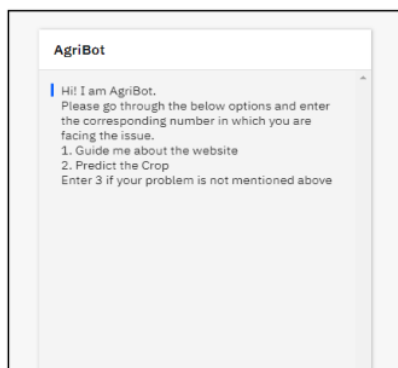 AgriBot
Hi! I am AgriBot.
Please go through the below options and enter
the corresponding number in which you are
facing the issue.
1. Guide me about the website
2. Predict the Crop
Enter 3 if your problem is not mentioned above